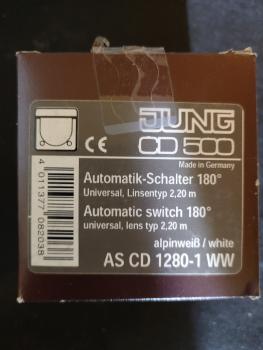 JUNG
CD 500
CE
Made in Germany
Automatik-Schalter 180°
Universal, Linsentyp 2,20 m
Automatic switch 180°
universal, lens typ 2,20 m
alpinweiß / white
AS CD 1280-1 WW
4 011377 082038